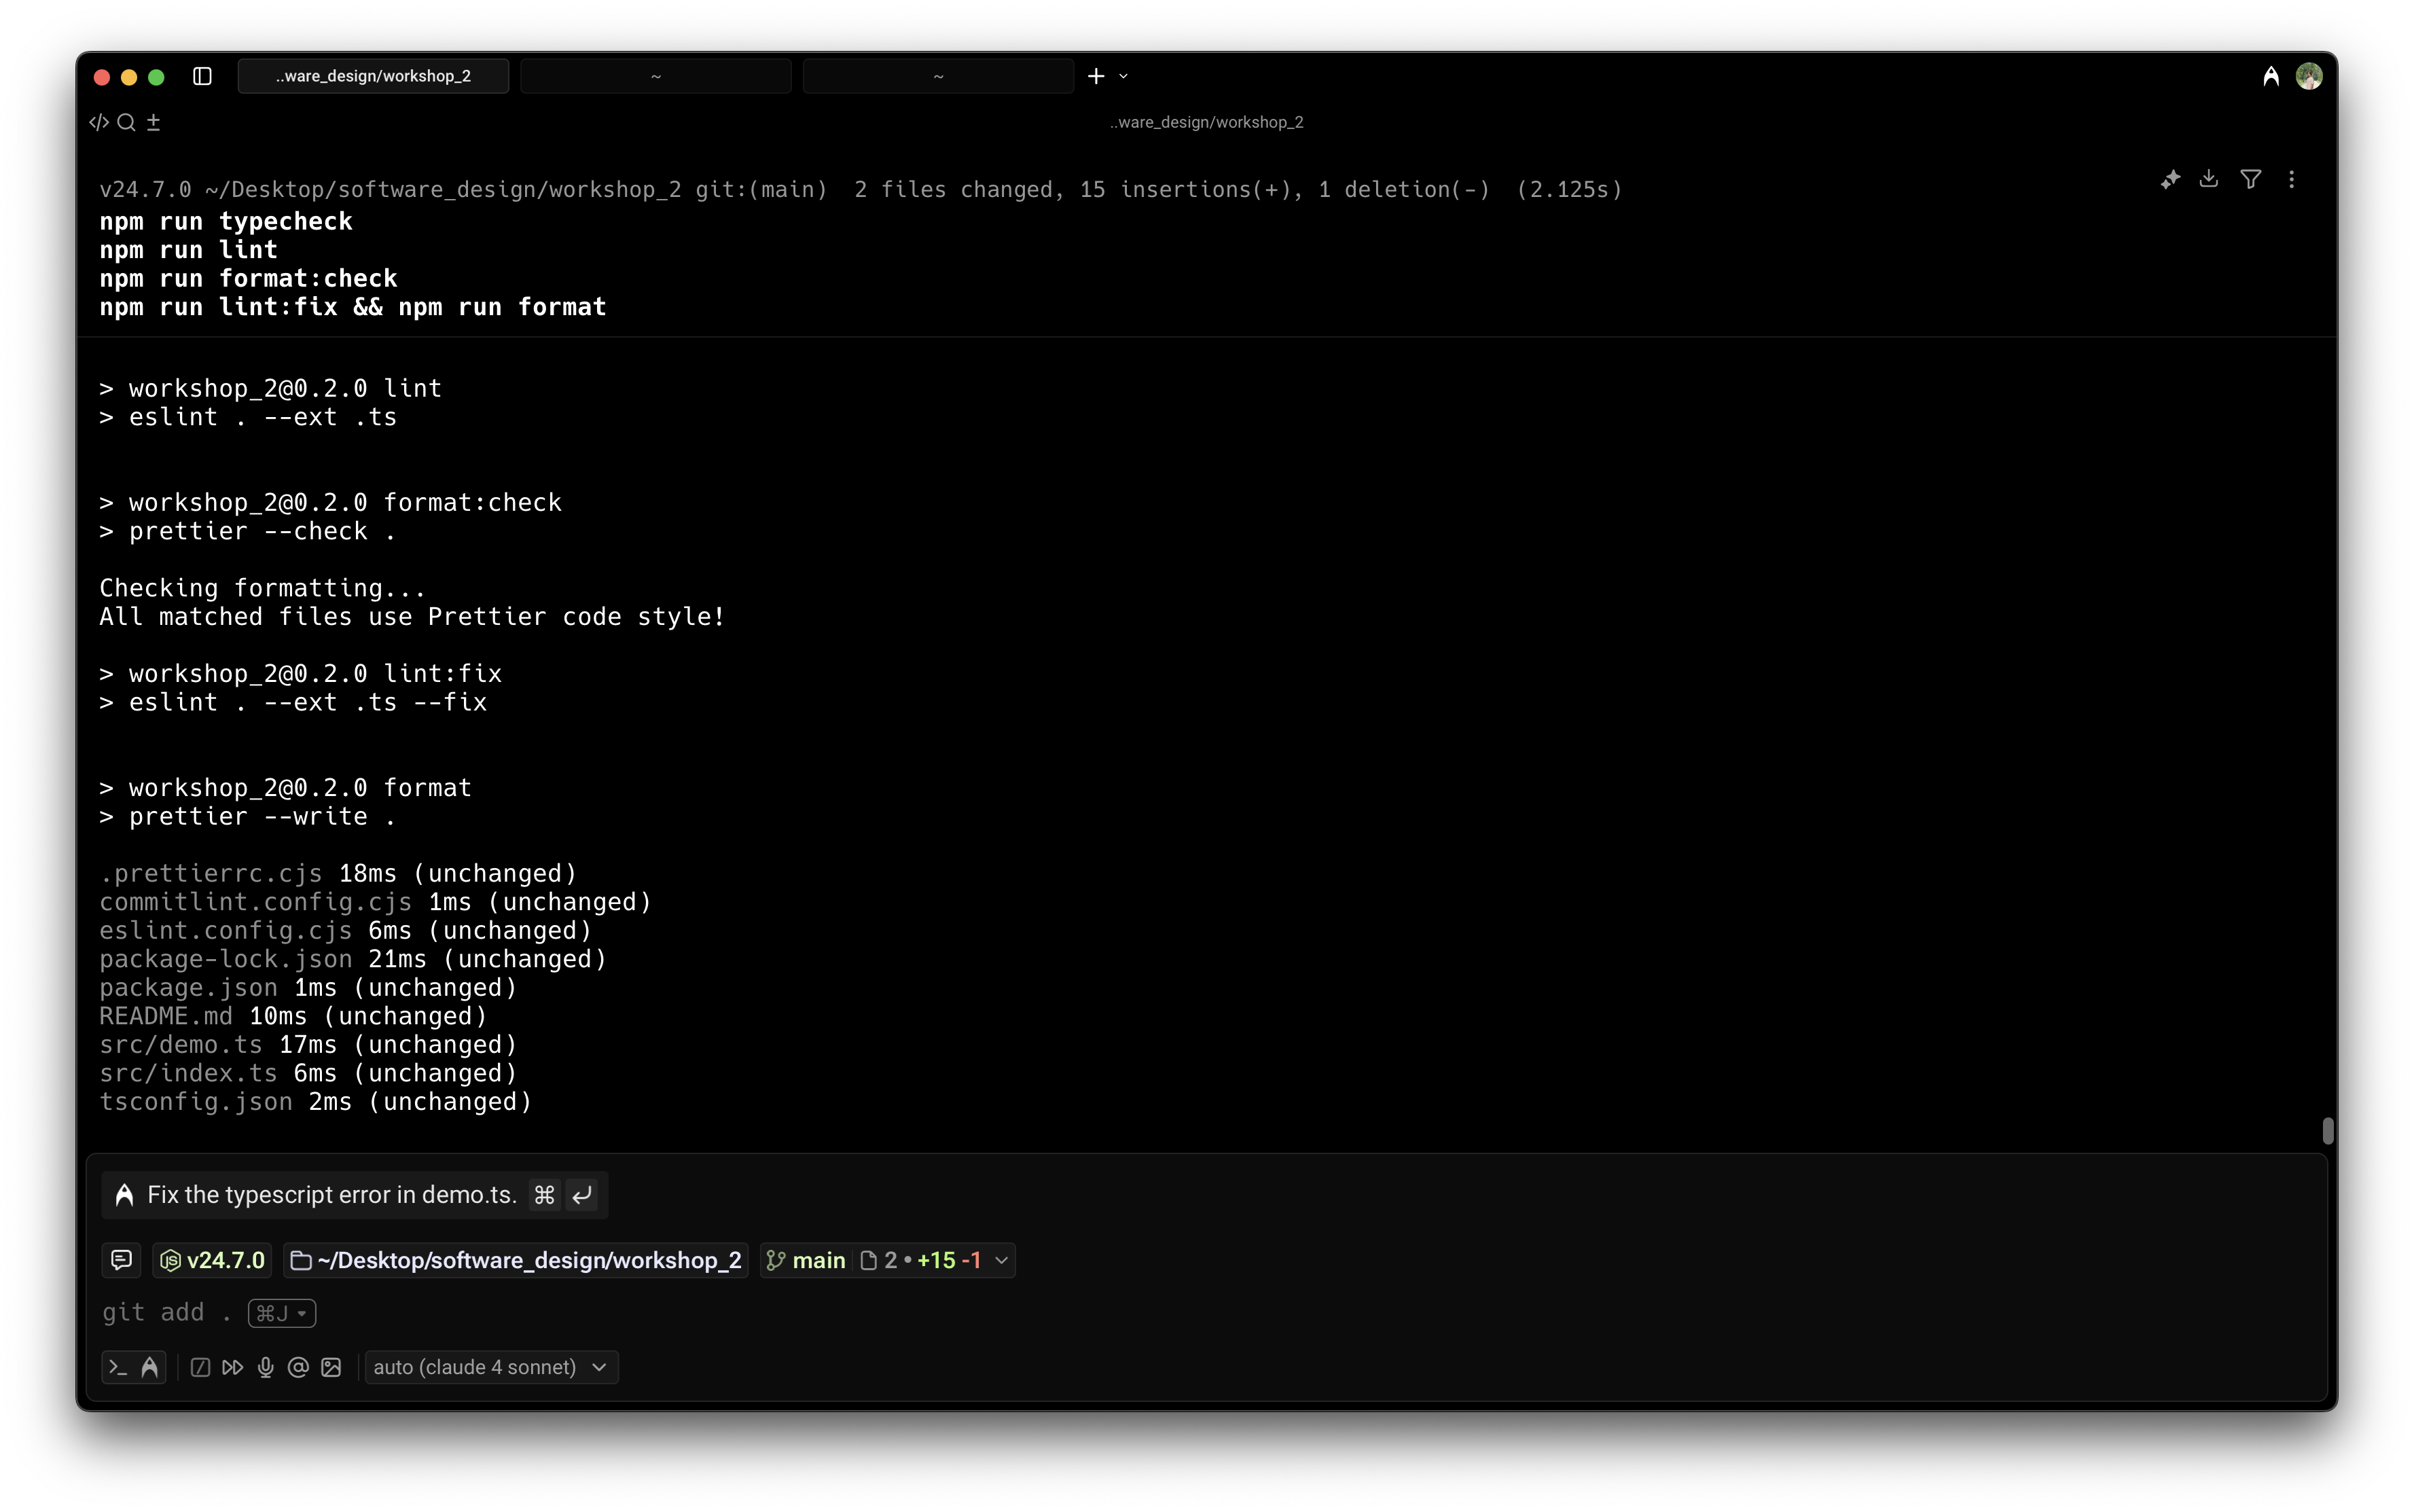 ..ware_design/workshop_2
~
~
..ware_design/workshop_2
v24.7.0 ~/Desktop/software_design/workshop_2 git:(main)  2 files changed, 15 insertions(+), 1 deletion(-)  (2.125s)
npm run typecheck
npm run lint
npm run format:check
npm run lint:fix && npm run format
> workshop_2@0.2.0 lint
> eslint . --ext .ts
> workshop_2@0.2.0 format:check
> prettier --check .
Checking formatting...
All matched files use Prettier code style!
> workshop_2@0.2.0 lint:fix
> eslint . --ext .ts --fix
> workshop_2@0.2.0 format
> prettier --write .
.prettierrc.cjs 18ms (unchanged)
commitlint.config.cjs 1ms (unchanged)
eslint.config.cjs 6ms (unchanged)
package-lock.json 21ms (unchanged)
package.json 1ms (unchanged)
README.md 10ms (unchanged)
src/demo.ts 17ms (unchanged)
src/index.ts 6ms (unchanged)
tsconfig.json 2ms (unchanged)
Fix the typescript error in demo.ts. ⌘
v24.7.0 ~/Desktop/software_design/workshop_2 main 2 • +15 -1
git add . ⌘J
auto (claude 4 sonnet)